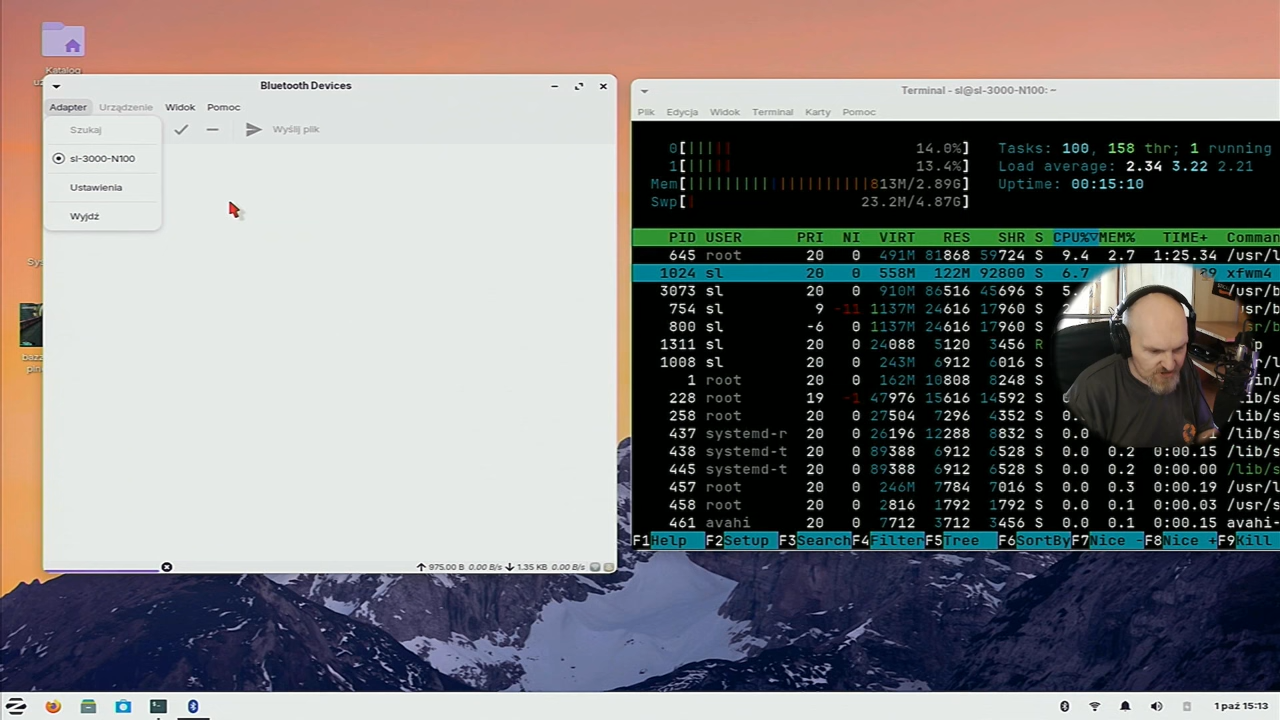 Katalog
Bluetooth Devices
Adapter Urządzenie Widok Pomoc
Szukaj
Wyślij plik
sl-3000-N100
Ustawienia
Wyjdź
975.00 B 0.00 B/s 1.35 KB 0.00 B/s
Terminal - sl@sl-3000-N100: ~
Plik Edycja Widok Terminal Karty Pomoc
0[||||| 14.0%] Tasks: 100, 158 thr; 1 running
1[||||| 13.4%] Load average: 2.34 3.22 2.21
Mem[||||||||||||||||||||813M/2.89G] Uptime: 00:15:10
Swp[| 23.2M/4.87G]
PID USER PRI NI VIRT RES SHR S CPU%▽MEM% TIME+ Comman
645 root 20 0 491M 81868 59724 S 9.4 2.7 1:25.34 /usr/l
1024 sl 20 0 558M 122M 92800 S 6.7 xfwm4
3073 sl 20 0 910M 86516 45696 S 5. /usr/b
754 sl 9 -11 1137M 24616 17960 S
800 sl -6 0 1137M 24616 17960 S
1311 sl 20 0 24088 5120 3456 R
1008 sl 20 0 243M 6912 6016 S
1 root 20 0 162M 10808 8248 S 0.
228 root 19 -1 47976 15616 14592 S 0.
258 root 20 0 27504 7296 4352 S 0.
437 systemd-r 20 0 26196 12288 8832 S 0.0 /lib/s
438 systemd-t 20 0 89388 6912 6528 S 0.0 0.2 0:00.15 /lib/s
445 systemd-t 20 0 89388 6912 6528 S 0.0 0.2 0:00.00 /lib/s
457 root 20 0 246M 7784 7016 S 0.0 0.3 0:00.19 /usr/l
458 root 20 0 2816 1792 1792 S 0.0 0.1 0:00.03 /usr/s
461 avahi 20 0 7712 3712 3456 S 0.0 0.1 0:00.15 avahi-
F1Help F2Setup F3SearchF4FilterF5Tree F6SortByF7Nice -F8Nice +F9Kill
1 paź 15:13